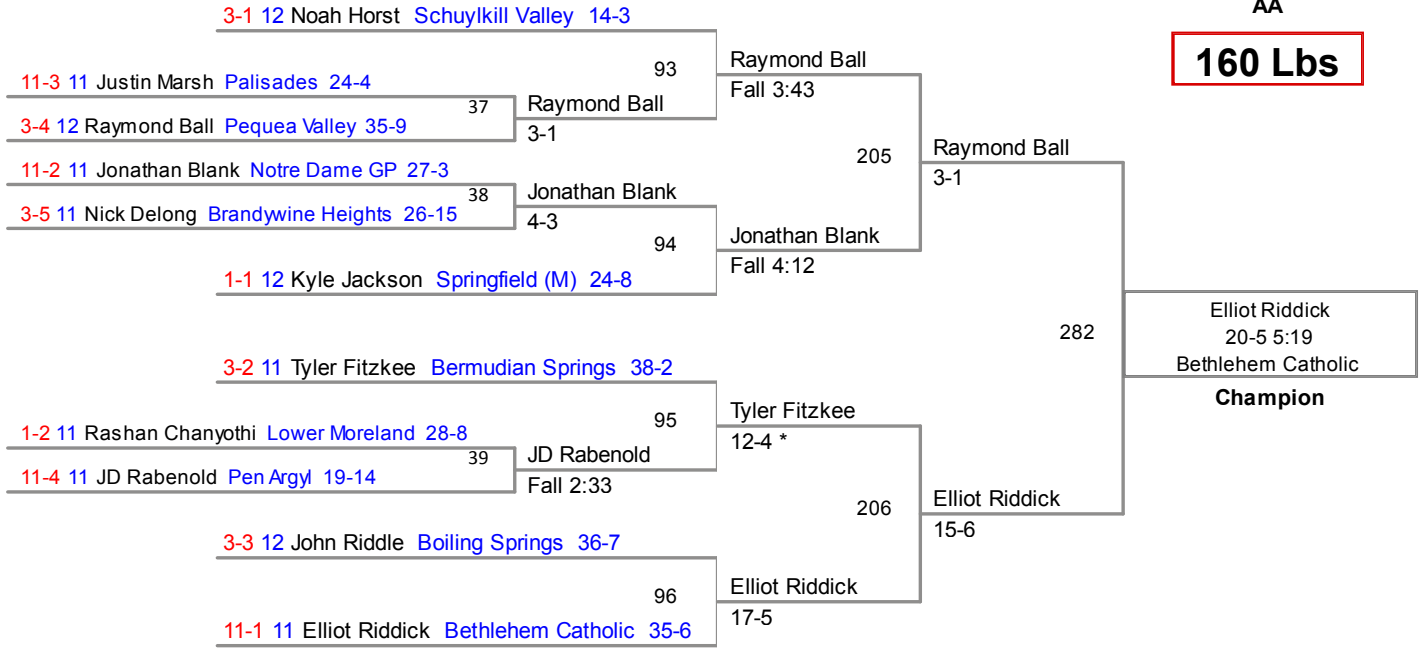 AA
160 Lbs
3-1 12 Noah Horst Schuylkill Valley 14-3
93
Raymond Ball
Fall 3:43
11-3 11 Justin Marsh Palisades 24-4
37
Raymond Ball
3-1
3-4 12 Raymond Ball Pequea Valley 35-9
205
Raymond Ball
3-1
11-2 11 Jonathan Blank Notre Dame GP 27-3
38
Jonathan Blank
4-3
3-5 11 Nick Delong Brandywine Heights 26-15
94
Jonathan Blank
Fall 4:12
1-1 12 Kyle Jackson Springfield (M) 24-8
282
Elliot Riddick
20-5 5:19
Bethlehem Catholic
Champion
3-2 11 Tyler Fitzkee Bermudian Springs 38-2
95
Tyler Fitzkee
12-4 *
1-2 11 Rashan Chanyothi Lower Moreland 28-8
39
JD Rabenold
Fall 2:33
11-4 11 JD Rabenold Pen Argyl 19-14
206
Elliot Riddick
15-6
3-3 12 John Riddle Boiling Springs 36-7
96
Elliot Riddick
17-5
11-1 11 Elliot Riddick Bethlehem Catholic 35-6